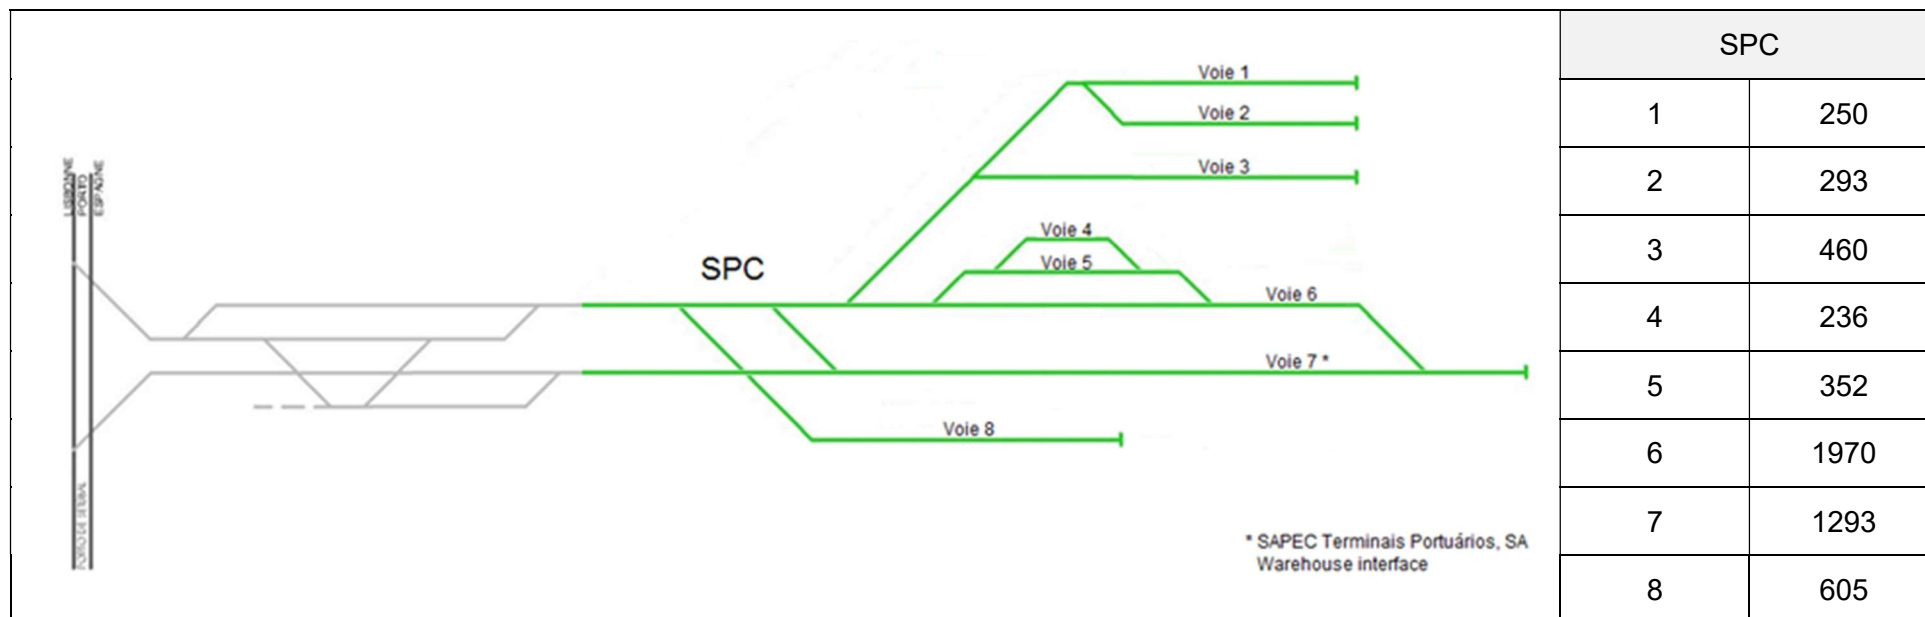 Voie 1
Voie 2
Voie 3
Voie 4
Voie 5
SPC
Voie 6
Voie 7 *
Voie 8
LISBONNE
ESPAGNE
* SAPEC Terminais Portuários, SA
Warehouse interface
SPC
1 250
2 293
3 460
4 236
5 352
6 1970
7 1293
8 605